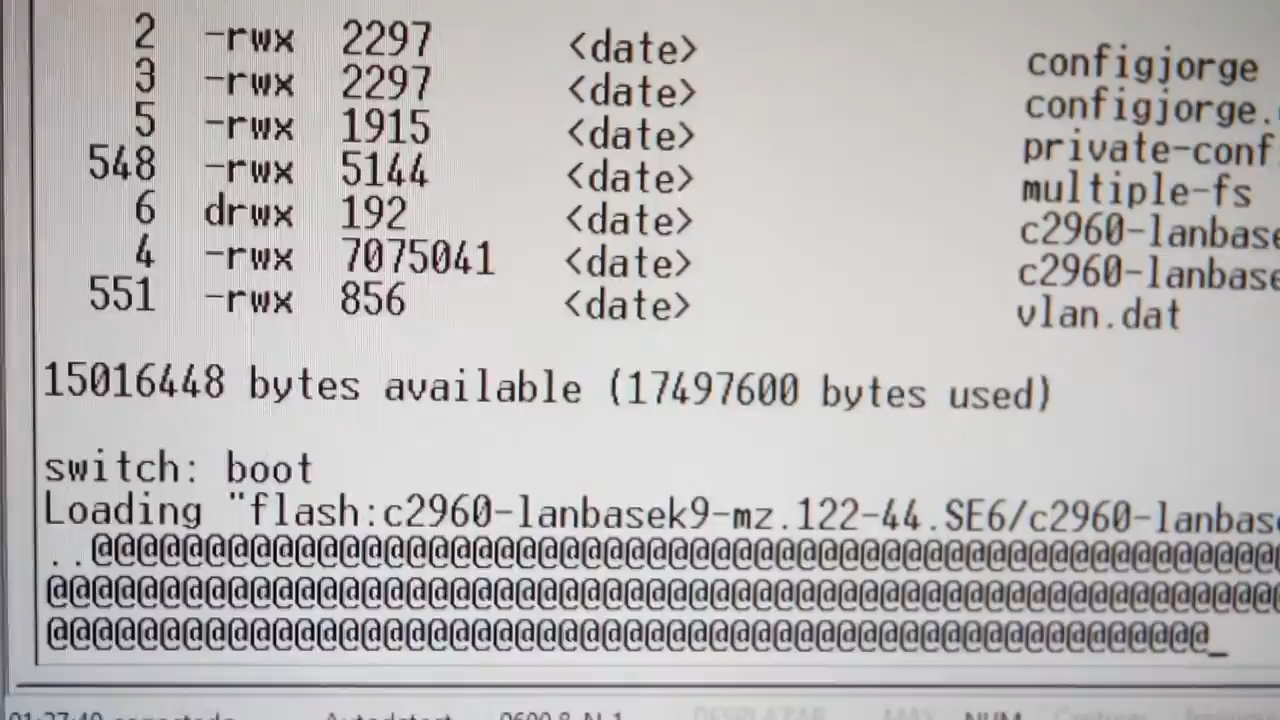 2 -rwx 2297 <date> configjorge
3 -rwx 2297 <date> configjorge.
5 -rwx 1915 <date> private-conf
548 -rwx 5144 <date> multiple-fs
6 drwx 192 <date> c2960-lanbase
4 -rwx 7075041 <date> c2960-lanbase
551 -rwx 856 <date> vlan.dat
15016448 bytes available (17497600 bytes used)
switch: boot
Loading "flash:c2960-lanbasek9-mz.122-44.SE6/c2960-lanbas
..@@@@@@@@@@@@@@@@@@@@@@@@@@@@@@@@@@@@@@@@@@@@@@@@@@@@@
@@@@@@@@@@@@@@@@@@@@@@@@@@@@@@@@@@@@@@@@@@@@@@@@@@@@@@@
@@@@@@@@@@@@@@@@@@@@@@@@@@@@@@@@@@@@@@@@@@@@@@@@@@@_
NUM